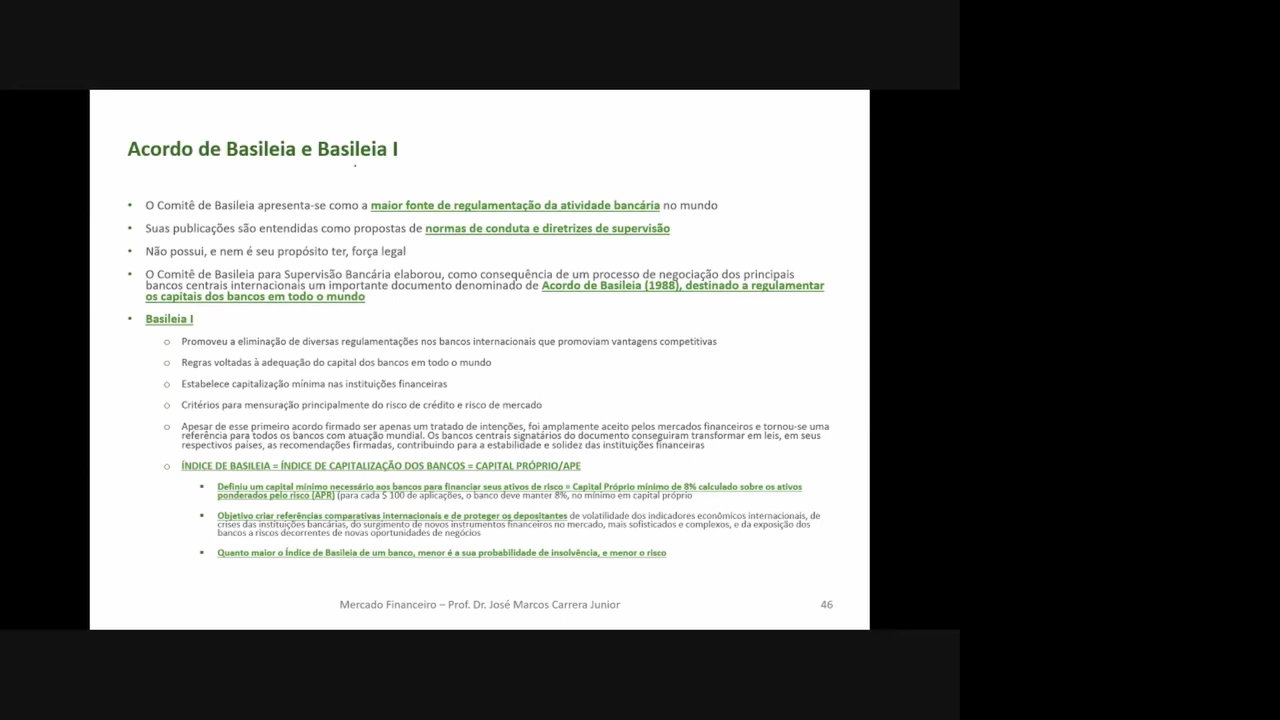 Acordo de Basileia e Basileia I
• O Comitê de Basileia apresenta-se como a maior fonte de regulamentação da atividade bancária no mundo
• Suas publicações são entendidas como propostas de normas de conduta e diretrizes de supervisão
• Não possui, e nem é seu propósito ter, força legal
• O Comitê de Basileia para Supervisão Bancária elaborou, como consequência de um processo de negociação dos principais
bancos centrais internacionais um importante documento denominado de Acordo de Basileia (1988), destinado a regulamentar
os capitais dos bancos em todo o mundo
• Basileia I
o Promoveu a eliminação de diversas regulamentações nos bancos internacionais que promoviam vantagens competitivas
o Regras voltadas à adequação do capital dos bancos em todo o mundo
o Estabelece capitalização mínima nas instituições financeiras
o Critérios para mensuração principalmente do risco de crédito e risco de mercado
o Apesar de esse primeiro acordo firmado ser apenas um tratado de intenções, foi amplamente aceito pelos mercados financeiros e tornou-se uma
referência para todos os bancos com atuação mundial. Os bancos centrais signatários do documento conseguiram transformar em leis, em seus
respectivos países, as recomendações firmadas, contribuindo para a estabilidade e solidez das instituições financeiras
o ÍNDICE DE BASILEIA = ÍNDICE DE CAPITALIZAÇÃO DOS BANCOS = CAPITAL PRÓPRIO/APE
▪ Definiu um capital mínimo necessário aos bancos para financiar seus ativos de risco = Capital Próprio mínimo de 8% calculado sobre os ativos
ponderados pelo risco (APR) (para cada $ 100 de aplicações, o banco deve manter 8%, no mínimo em capital próprio
▪ Objetivo criar referências comparativas internacionais e de proteger os depositantes de volatilidade dos indicadores econômicos internacionais, de
crises das instituições bancárias, do surgimento de novos instrumentos financeiros no mercado, mais sofisticados e complexos, e da exposição dos
bancos a riscos decorrentes de novas oportunidades de negócios
▪ Quanto maior o Índice de Basileia de um banco, menor é a sua probabilidade de insolvência, e menor o risco
Mercado Financeiro – Prof. Dr. José Marcos Carrera Junior
46